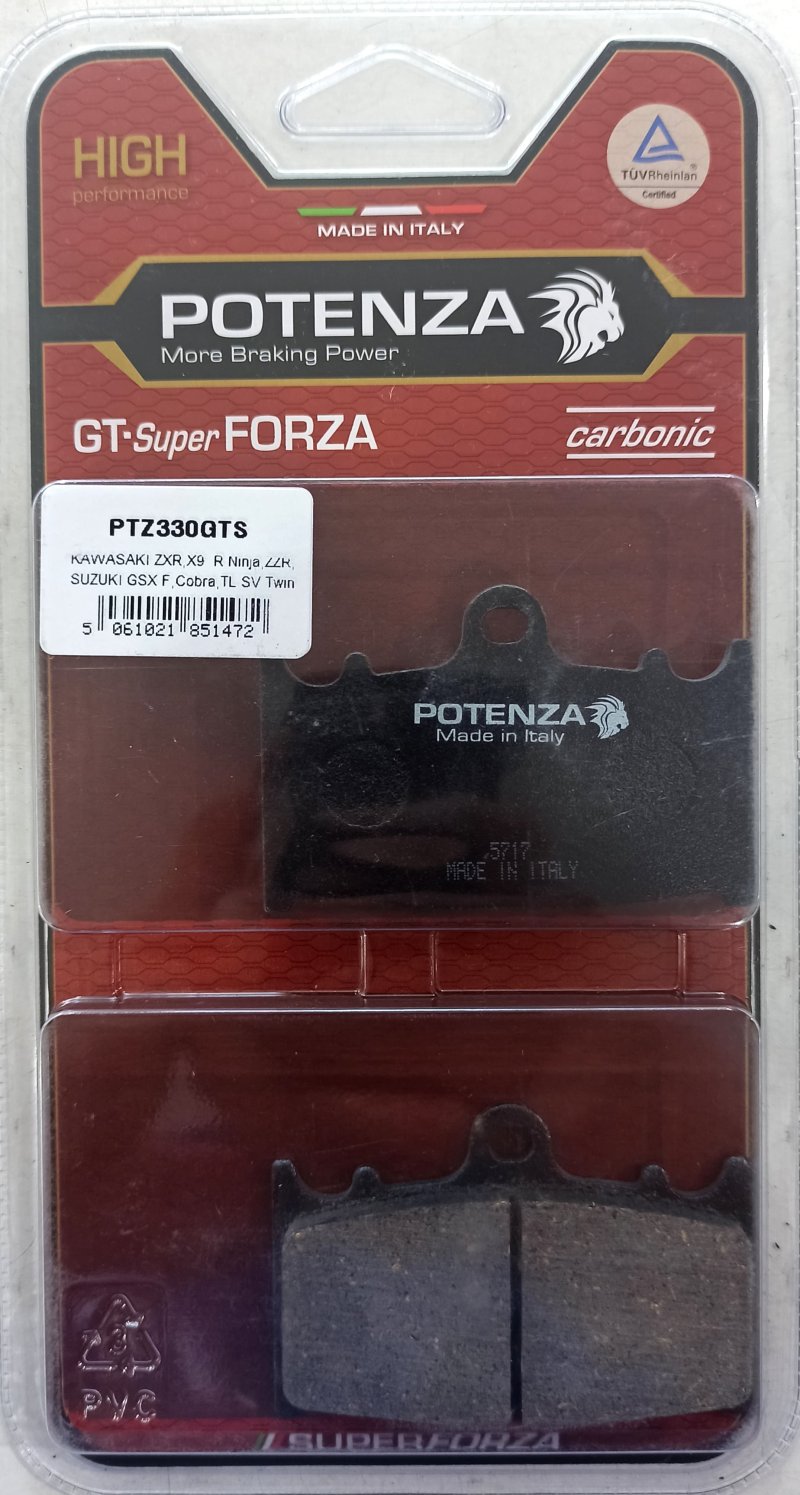 HIGH
performance
TÜVRheinlan
®
Certified
MADE IN ITALY
POTENZA
More Braking Power
GT-Super FORZA
carbonic
PTZ330GTS
KAWASAKI ZXR,X9 R Ninja,ZZR,
SUZUKI GSX F,Cobra,TL SV Twin
5 061021 851472
POTENZA
Made in Italy
5717
MADE IN ITALY
3
PVC
SUPERFORZA